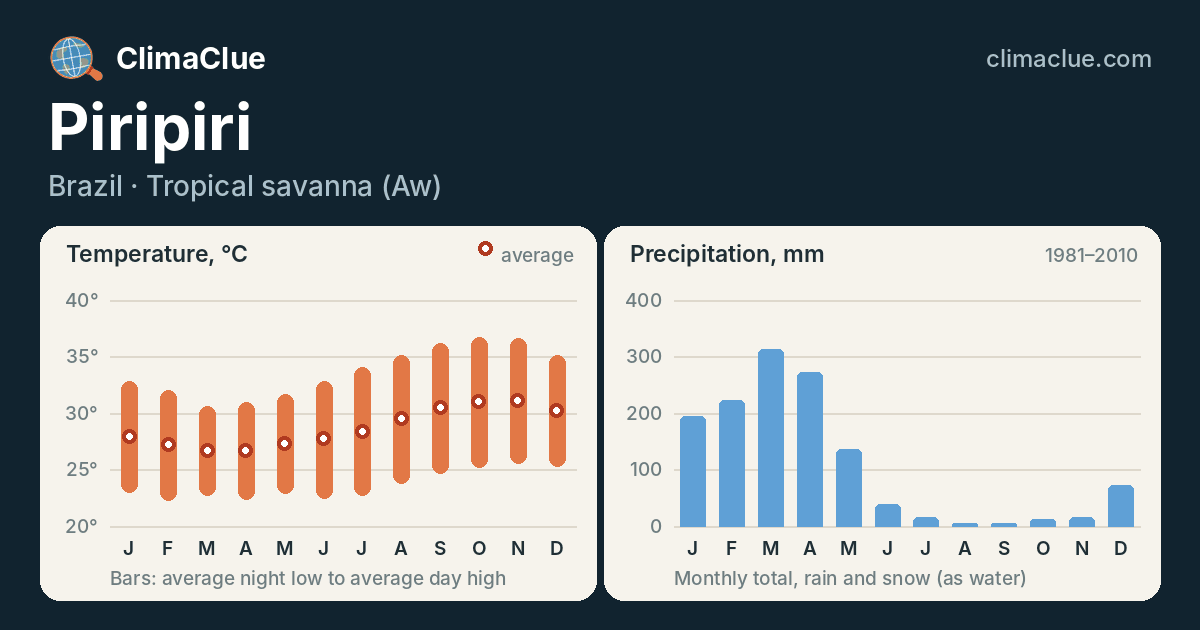 ClimaClue
climaclue.com
Piripiri
Brazil · Tropical savanna (Aw)
Temperature, °C
average
40°
35°
30°
25°
20°
J F M A M J J A S O N D
Bars: average night low to average day high
Precipitation, mm
1981–2010
400
300
200
100
0
J F M A M J J A S O N D
Monthly total, rain and snow (as water)